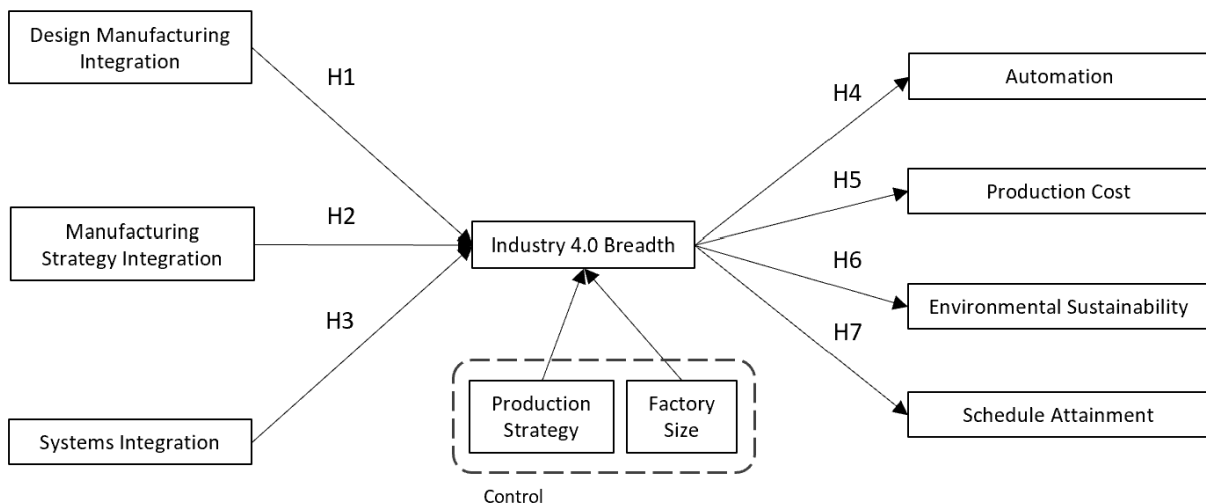 Design Manufacturing
Integration
H1
Manufacturing
Strategy Integration
H2
H3
Systems Integration
Industry 4.0 Breadth
Production
Strategy
Factory
Size
Control
H4
Automation
H5
Production Cost
H6
Environmental Sustainability
H7
Schedule Attainment